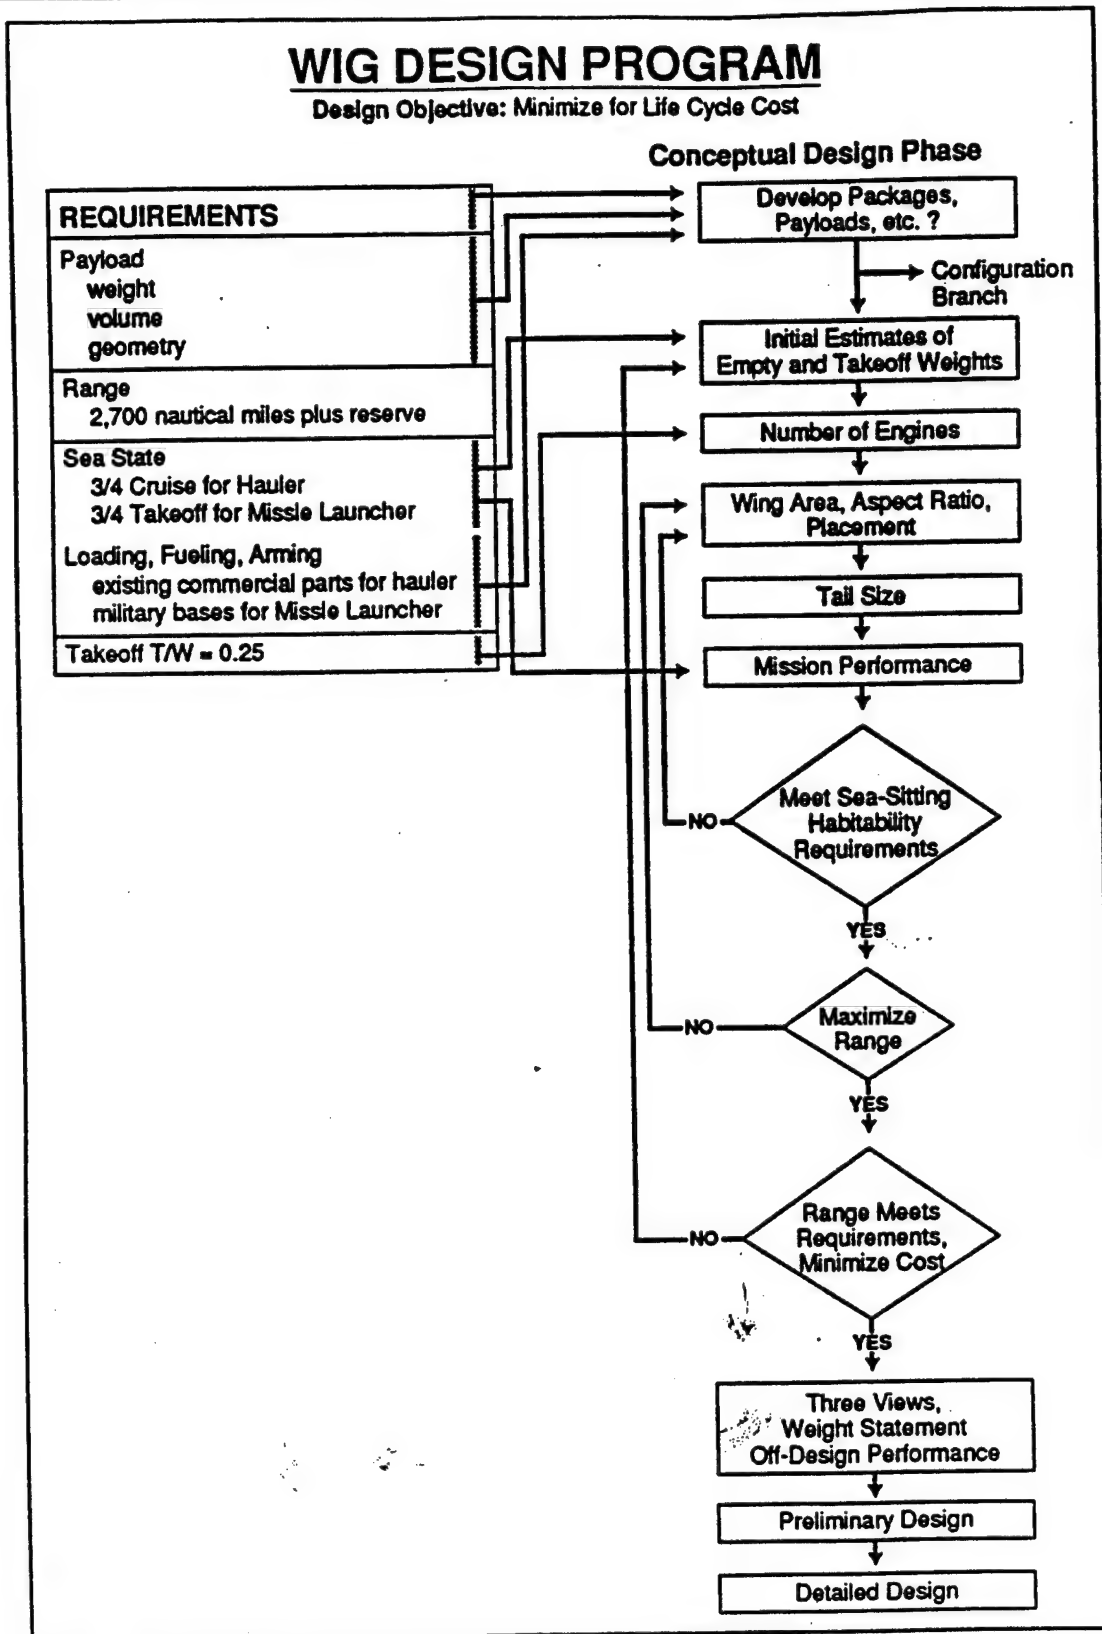 WIG DESIGN PROGRAM
Design Objective: Minimize for Life Cycle Cost
Conceptual Design Phase
REQUIREMENTS
Payload
weight
volume
geometry
Range
2,700 nautical miles plus reserve
Sea State
3/4 Cruise for Hauler
3/4 Takeoff for Missle Launcher
Loading, Fueling, Arming
existing commercial parts for hauler
military bases for Missle Launcher
Takeoff T/W = 0.25
Develop Packages,
Payloads, etc. ?
Configuration
Branch
Initial Estimates of
Empty and Takeoff Weights
Number of Engines
Wing Area, Aspect Ratio,
Placement
Tail Size
Mission Performance
Meet Sea-Sitting
Habitability
Requirements
NO
YES
Maximize
Range
NO
YES
Range Meets
Requirements,
Minimize Cost
NO
YES
Three Views,
Weight Statement
Off-Design Performance
Preliminary Design
Detailed Design